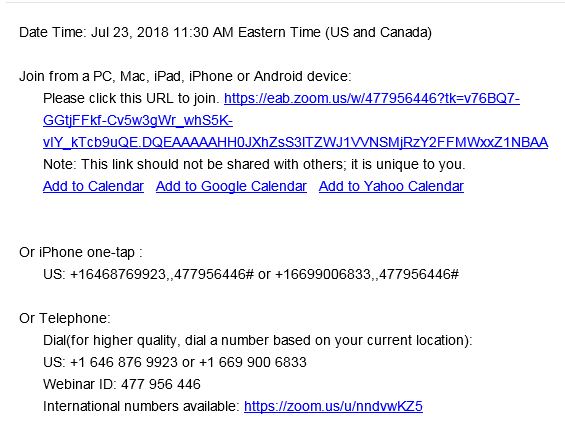 Date Time: Jul 23, 2018 11:30 AM Eastern Time (US and Canada)
Join from a PC, Mac, iPad, iPhone or Android device:
Please click this URL to join. https://eab.zoom.us/w/477956446?tk=v76BQ7-
GGtjFFkf-Cv5w3gWr_whS5K-
vlY_kTcb9uQE.DQEAAAAAHH0JXhZsS3lTZWJ1VVNSMjRzY2FFMWxxZ1NBAA
Note: This link should not be shared with others; it is unique to you.
Add to Calendar Add to Google Calendar Add to Yahoo Calendar
Or iPhone one-tap :
US: +16468769923,,477956446# or +16699006833,,477956446#
Or Telephone:
Dial(for higher quality, dial a number based on your current location):
US: +1 646 876 9923 or +1 669 900 6833
Webinar ID: 477 956 446
International numbers available: https://zoom.us/u/nndvwKZ5